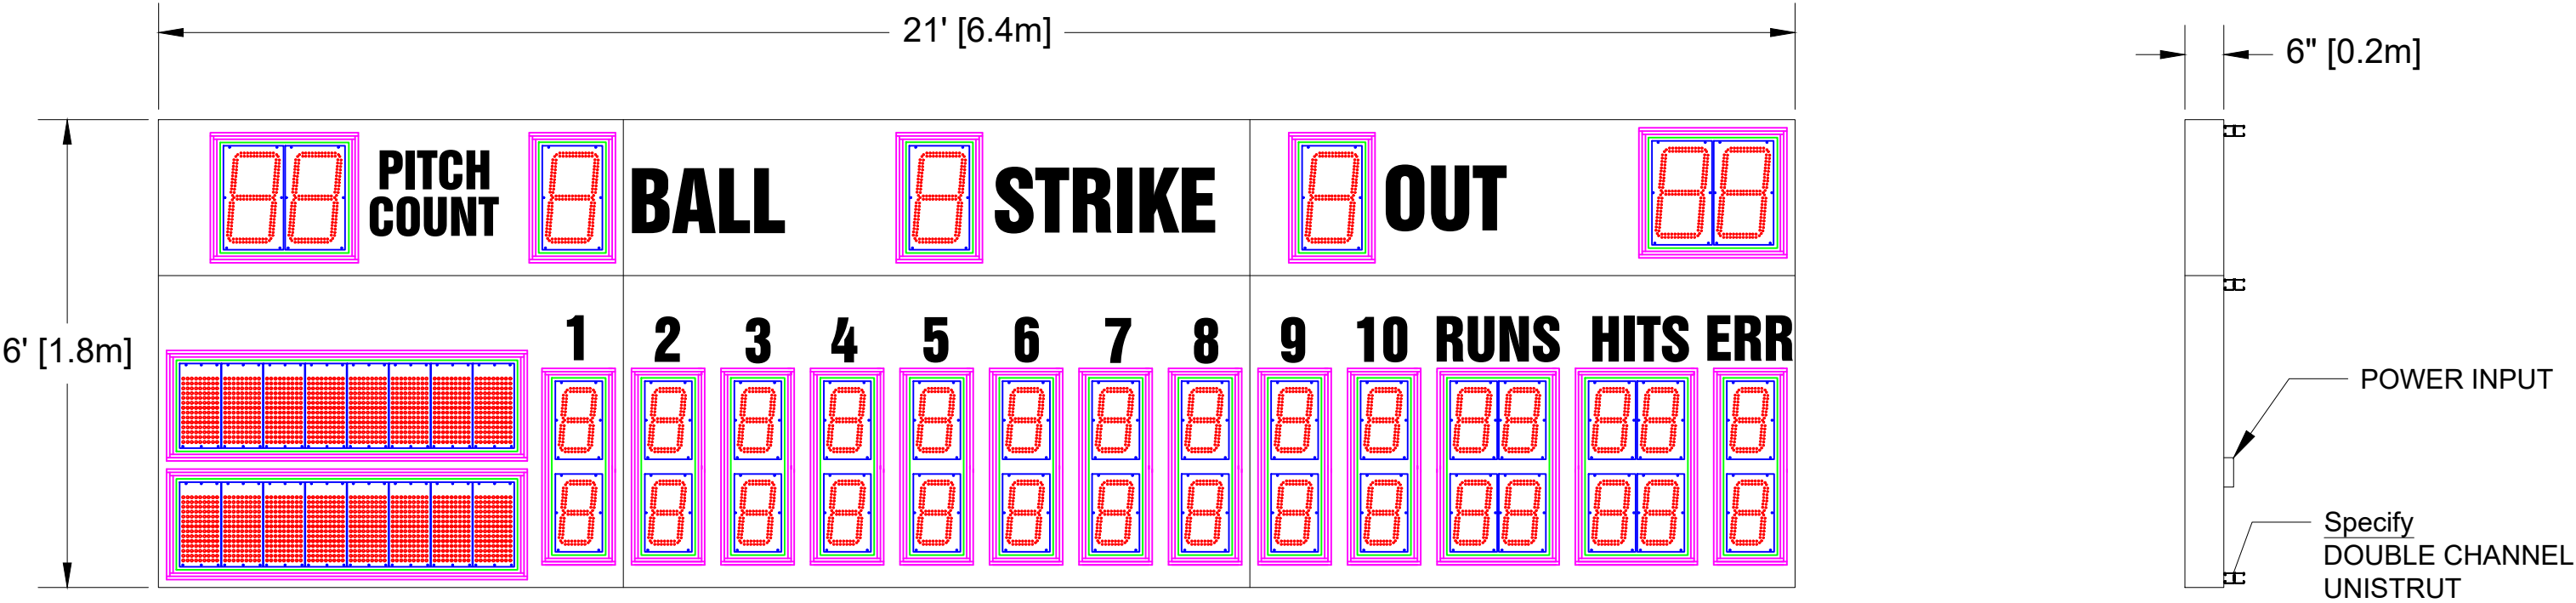 21' [6.4m]
6" [0.2m]
PITCH
COUNT
BALL
STRIKE
OUT
6' [1.8m]
1 2 3 4 5 6 7 8 9 10 RUNS HITS ERR
POWER INPUT
Specify
DOUBLE CHANNEL
UNISTRUT